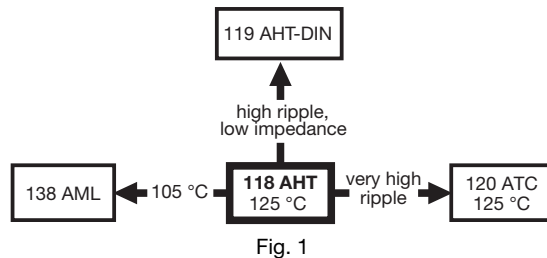 119 AHT-DIN
high ripple,
low impedance
138 AML
105 °C
118 AHT
125 °C
very high
ripple
120 ATC
125 °C
Fig. 1